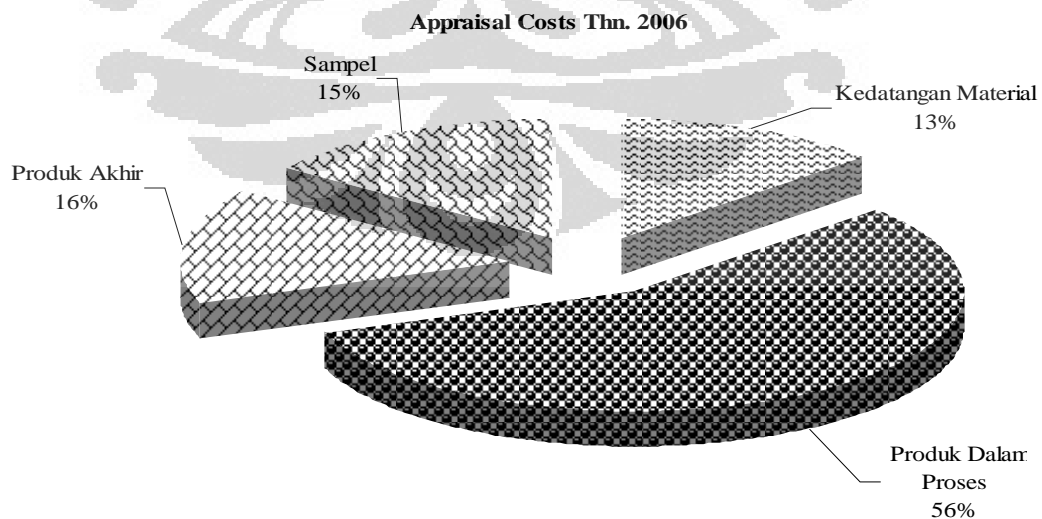 Appraisal Costs Thn. 2006
Sampel
15%
Kedatangan Material
13%
Produk Akhir
16%
Produk Dalam
Proses
56%